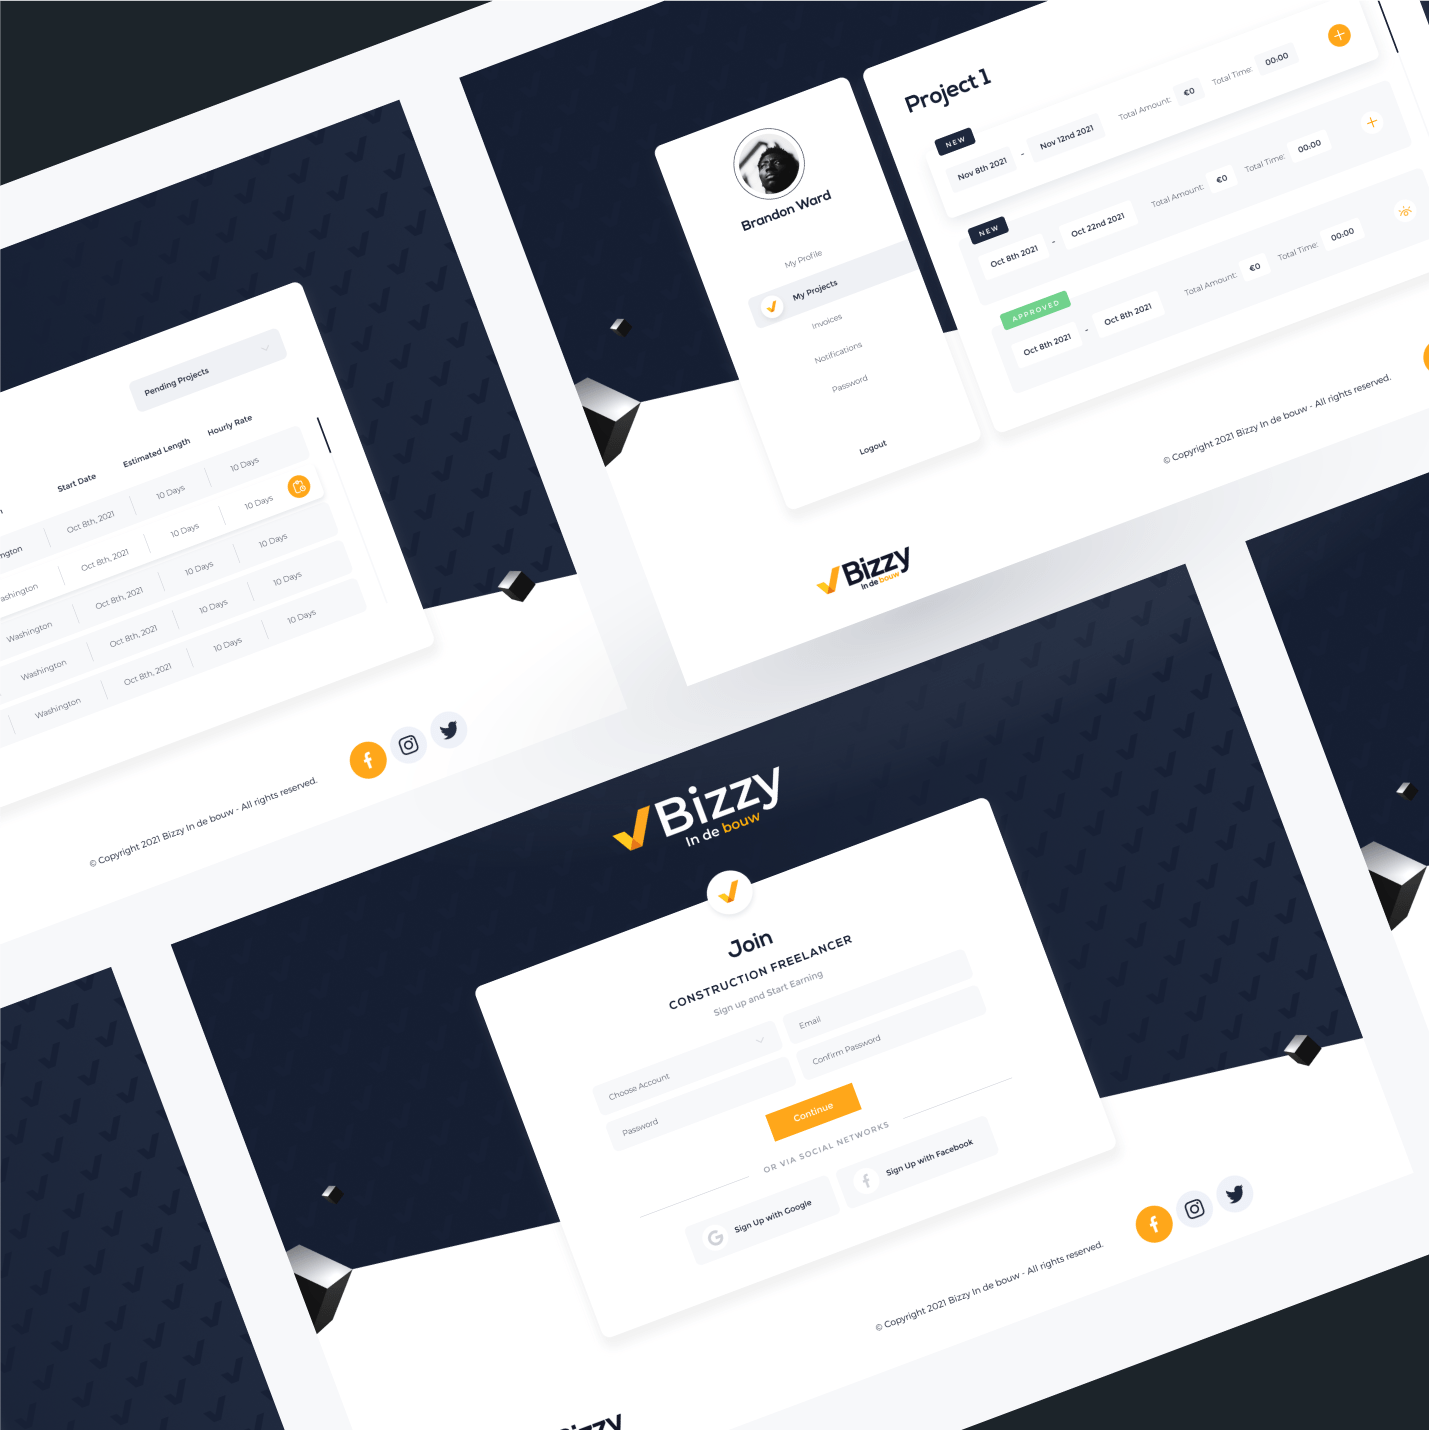 Project 1
NEW
Nov 8th 2021 - Nov 12nd 2021 Total Amount: €0 Total Time: 00:00
NEW
Oct 8th 2021 - Oct 22nd 2021 Total Amount: €0 Total Time: 00:00
APPROVED
Oct 8th 2021 - Oct 8th 2021 Total Amount: €0 Total Time: 00:00
© Copyright 2021 Bizzy In de bouw - All rights reserved.
Brandon Ward
My Profile
My Projects
Invoices
Notifications
Password
Logout
Bizzy
In de bouw
Pending Projects
Start Date Estimated Length Hourly Rate
Oct 8th, 2021 10 Days 10 Days
Oct 8th, 2021 10 Days 10 Days
Washington Oct 8th, 2021 10 Days 10 Days
Washington Oct 8th, 2021 10 Days 10 Days
Washington Oct 8th, 2021 10 Days 10 Days
© Copyright 2021 Bizzy In de bouw - All rights reserved.
Bizzy
In de bouw
Join
CONSTRUCTION FREELANCER
Sign up and Start Earning
Choose Account Email
Password Confirm Password
Continue
OR VIA SOCIAL NETWORKS
Sign Up with Google Sign Up with Facebook
© Copyright 2021 Bizzy In de bouw - All rights reserved.